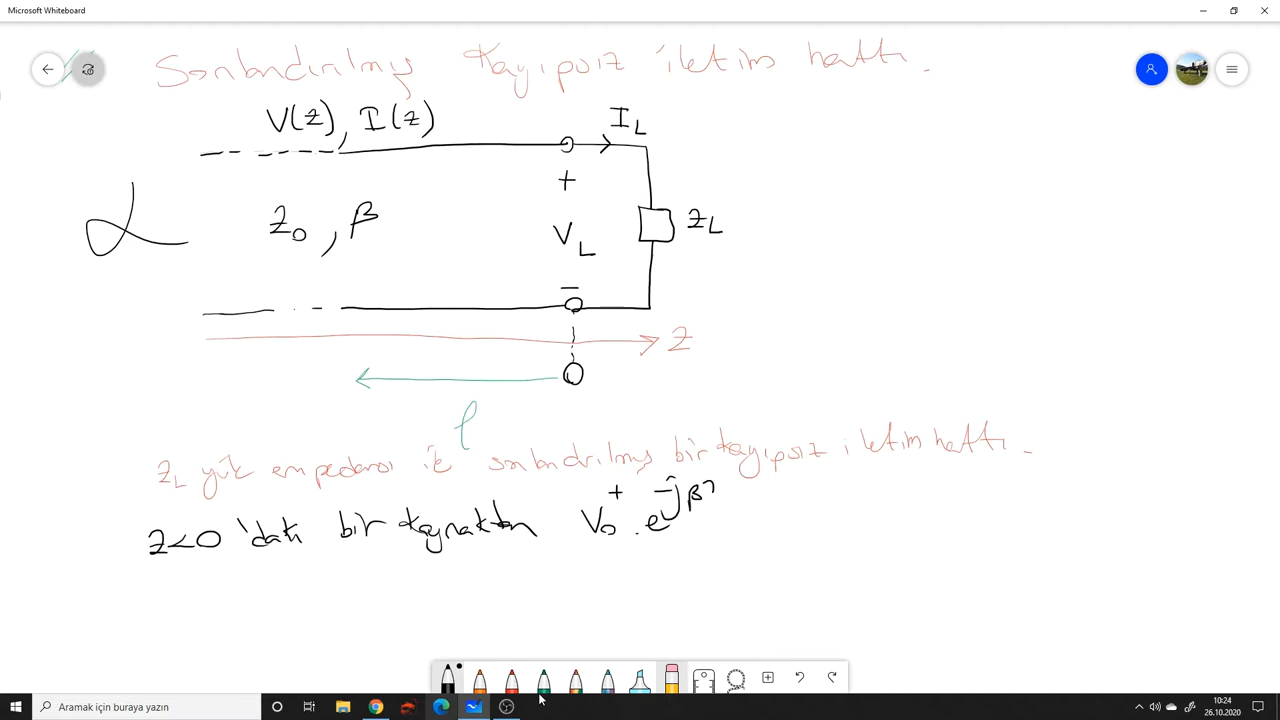 Microsoft Whiteboard
Sonlandırılmış Kayıpsız iletim hattı.
V(z), I(z)
I_L
+
α
Z_0, β
V_L
Z_L
−
z
0
l
Z_L yük empedansı ile sonlandırılmış bir kayıpsız iletim hattı.
z<0 'daki bir kaynaktan V_0^+ . e^-jβz
Aramak için buraya yazın
10:24
26.10.2020